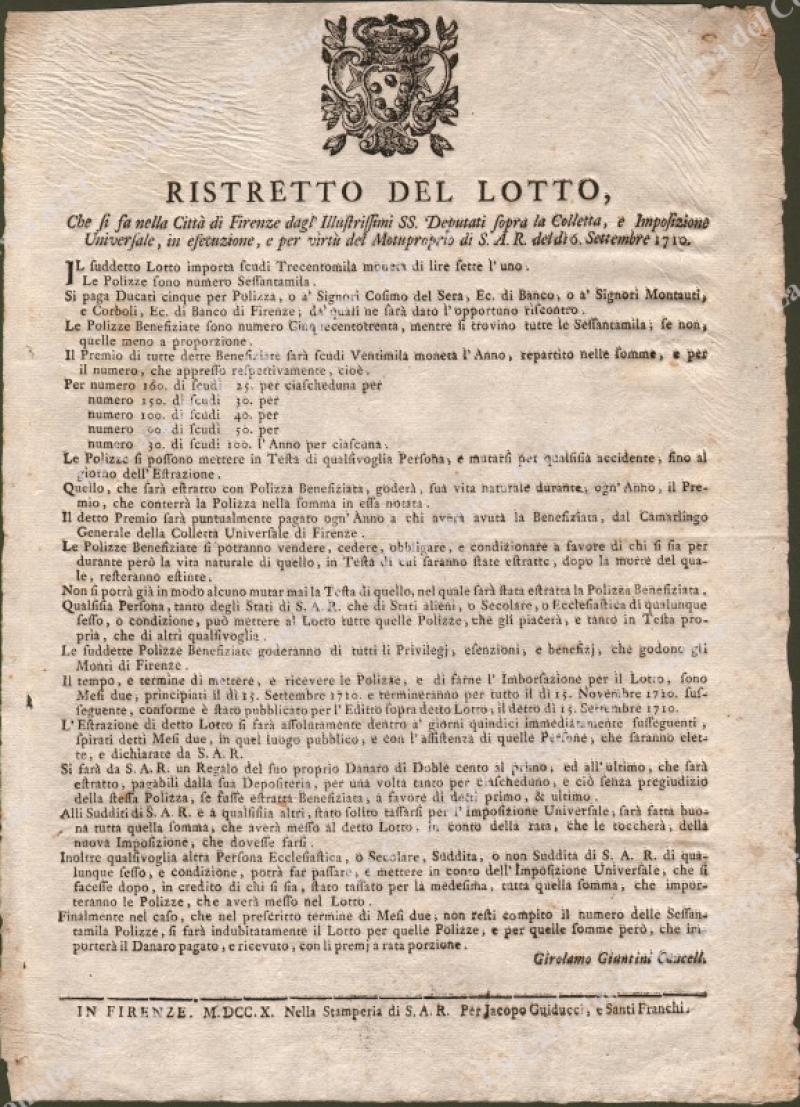 RISTRETTO DEL LOTTO,
Che si fa nella Città di Firenze dagl' Illustrissimi SS. Deputati sopra la Colletta, e Imposizione
Universale, in esecuzione, e per virtù del Motuproprio di S. A. R. del dì 6. Settembre 1710.
IL suddetto Lotto importa scudi Trecentomila moneta di lire sette l' uno.
Le Polizze sono numero Sessantamila.
Si paga Ducati cinque per Polizza, o a' Signori Cosimo del Sera, Ec. di Banco, o a' Signori Montauti,
e Corboli, Ec. di Banco di Firenze; da' quali ne sarà dato l'opportuno riscontro.
Le Polizze Benefiziate sono numero Cinquecentotrenta, mentre si trovino tutte le Sessantamila; se non,
quelle meno a proporzione.
Il Premio di tutte dette Benefiziate sarà scudi Ventimila moneta l'Anno, repartito nelle somme, e per
il numero, che appresso respettivamente, cioè.
Per numero 160. di scudi 25. per ciascheduna per
numero 150. di scudi 30. per
numero 100. di scudi 40. per
numero 90. di scudi 50. per
numero 30. di scudi 100. l'Anno per ciascuna.
Le Polizze si possono mettere in Testa di qualsivoglia Persona, e mutarsi per qualsisia accidente, fino al
giorno dell'Estrazione.
Quello, che sarà estratto con Polizza Benefiziata, goderà, sua vita naturale durante, ogn'Anno, il Pre-
mio, che conterrà la Polizza nella somma in essa notata.
Il detto Premio sarà puntualmente pagato ogn'Anno a chi averà avuta la Benefiziata, dal Camarlingo
Generale della Colletta Universale di Firenze.
Le Polizze Benefiziate si potranno vendere, cedere, obbligare, e condizionare a favore di chi si sia per
durante però la vita naturale di quello, in Testa di cui saranno state estratte, dopo la morte del qua-
le, resteranno estinte.
Non si potrà già in modo alcuno mutar mai la Testa di quello, nel quale sarà stata estratta la Polizza Benefiziata.
Qualsisia Persona, tanto degli Stati di S. A. R. che di Stati alieni, o Secolare, o Ecclesiastica di qualunque
sesso, o condizione, può mettere al Lotto tutte quelle Polizze, che gli piacerà, e tanto in Testa pro-
pria, che di altri qualsivoglia.
Le suddette Polizze Benefiziate goderanno di tutti li Privilegj, esenzioni, e benefizj, che godono gli
Monti di Firenze.
Il tempo, e termine di mettere, e ricevere le Polizze, e di farne l' Imborsazione per il Lotto, sono
Mesi due, principiati il dì 15. Settembre 1710. e termineranno per tutto il dì 15. Novembre 1710. sus-
seguente, conforme è stato pubblicato per l'Editto sopra detto Lotto, il detto dì 15. Settembre 1710.
L'Estrazione di detto Lotto si farà assolutamente dentro a' giorni quindici immediatamente susseguenti,
spirati detti Mesi due, in quel luogo pubblico, e con l'assistenza di quelle Persone, che saranno elet-
te, e dichiarate da S. A. R.
Si farà da S. A. R. un Regalo del suo proprio Danaro di Doble cento al primo, ed all'ultimo, che sarà
estratto, pagabili dalla sua Depositeria, per una volta tanto per ciascheduno, e ciò senza pregiudizio
della stessa Polizza, se fusse estratta Benefiziata, a favore di detti primo, & ultimo.
Alli Sudditi di S. A. R. e a qualsisia altri, stato solito tassarsi per l'Imposizione Universale, sarà fatta buo-
na tutta quella somma, che averà messo al detto Lotto, in conto della rata, che le toccherà, della
nuova Imposizione, che dovesse farsi.
Inoltre qualsivoglia altra Persona Ecclesiastica, o Secolare, Suddita, o non Suddita di S. A. R. di qua-
lunque sesso, e condizione, potrà far passare, e mettere in conto dell'Imposizione Universale, che si
facesse dopo, in credito di chi si sia, stato tassato per la medesima, tutta quella somma, che impor-
teranno le Polizze, che averà messo nel Lotto.
Finalmente nel caso, che nel prescritto termine di Mesi due, non resti compito il numero delle Sessan-
tamila Polizze, si farà indubitatamente il Lotto per quelle Polizze, e per quelle somme però, che im-
porterà il Danaro pagato, e ricevuto, con li premj a rata porzione.
Girolamo Giuntini Cancell.
IN FIRENZE. M.DCC.X. Nella Stamperia di S.A.R. Per Jacopo Guiducci, e Santi Franchi.